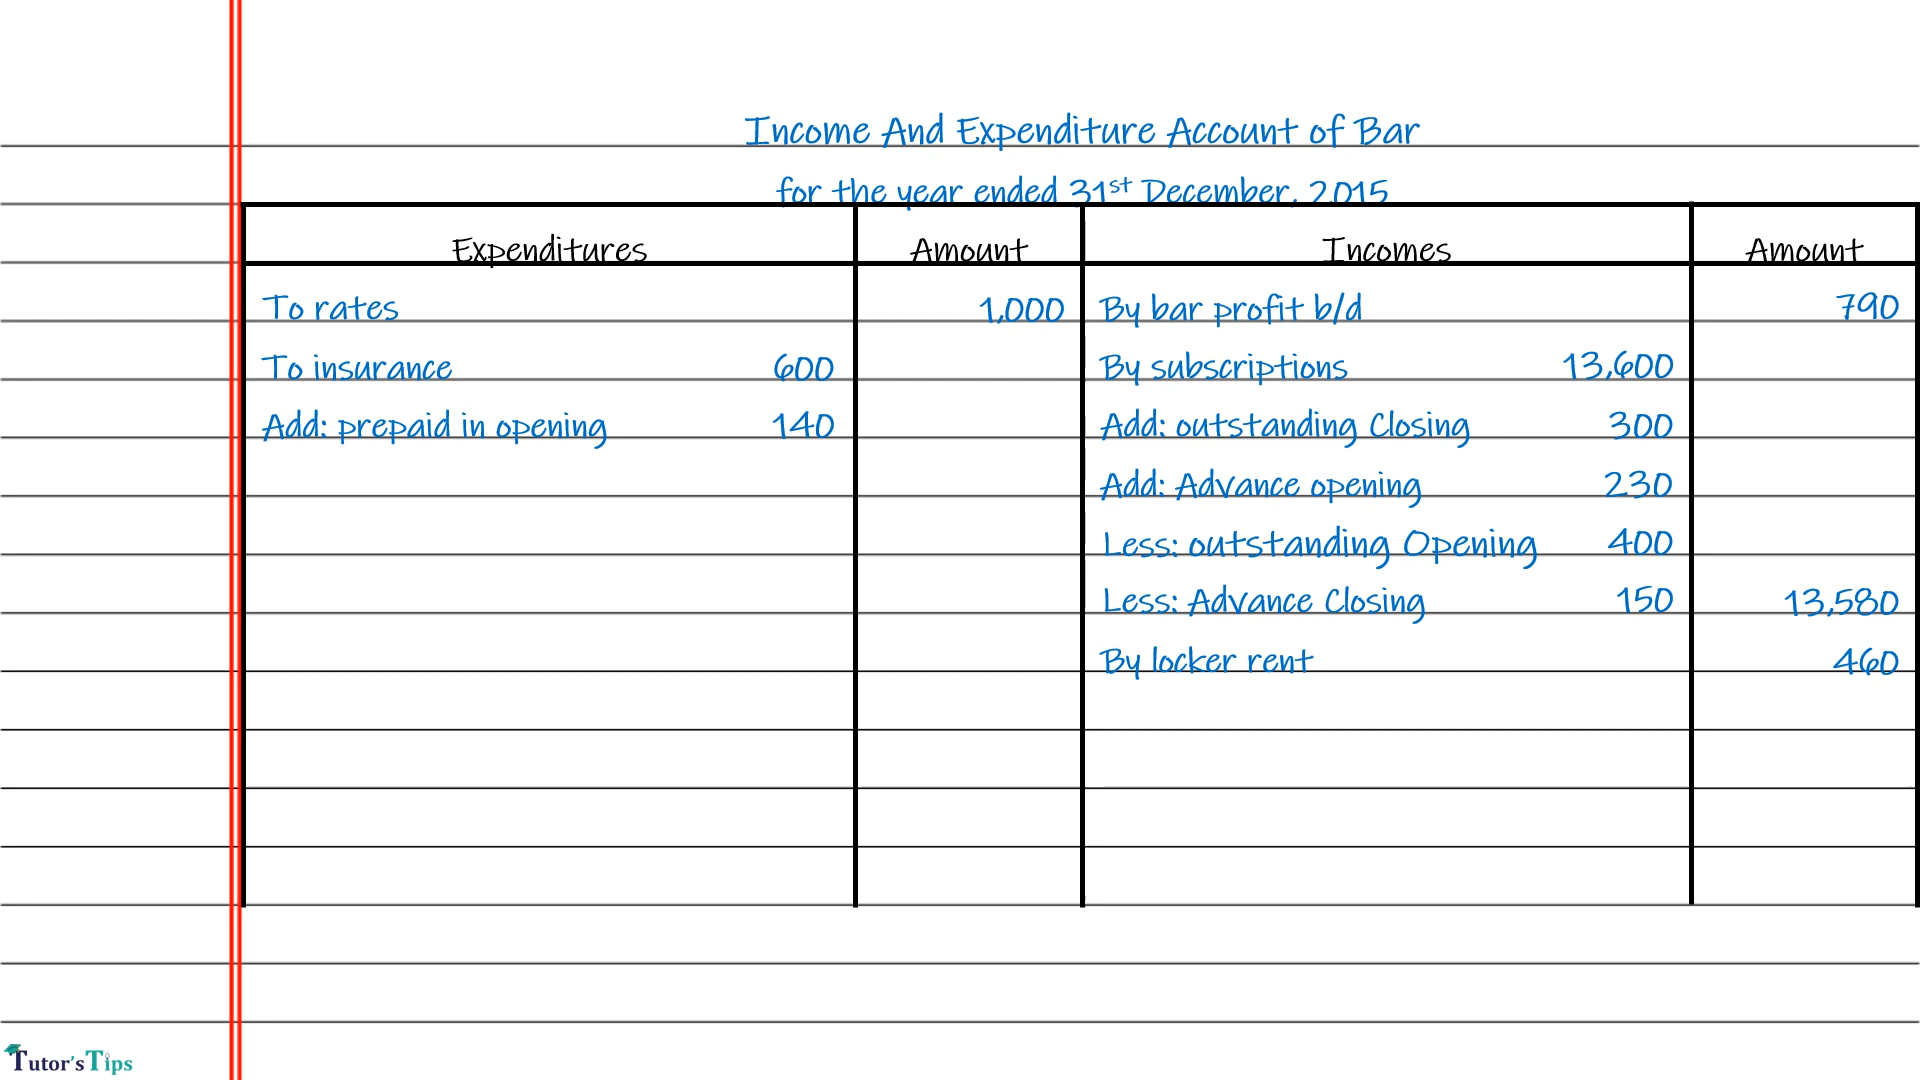 Income And Expenditure Account of Bar
for the year ended 31st December, 2015
Expenditures Amount Incomes Amount
To rates 1,000 By bar profit b/d 790
To insurance 600 By subscriptions 13,600
Add: prepaid in opening 140 Add: outstanding Closing 300
Add: Advance opening 230
Less: outstanding Opening 400
Less: Advance Closing 150 13,580
By locker rent 460
Tutor'sTips